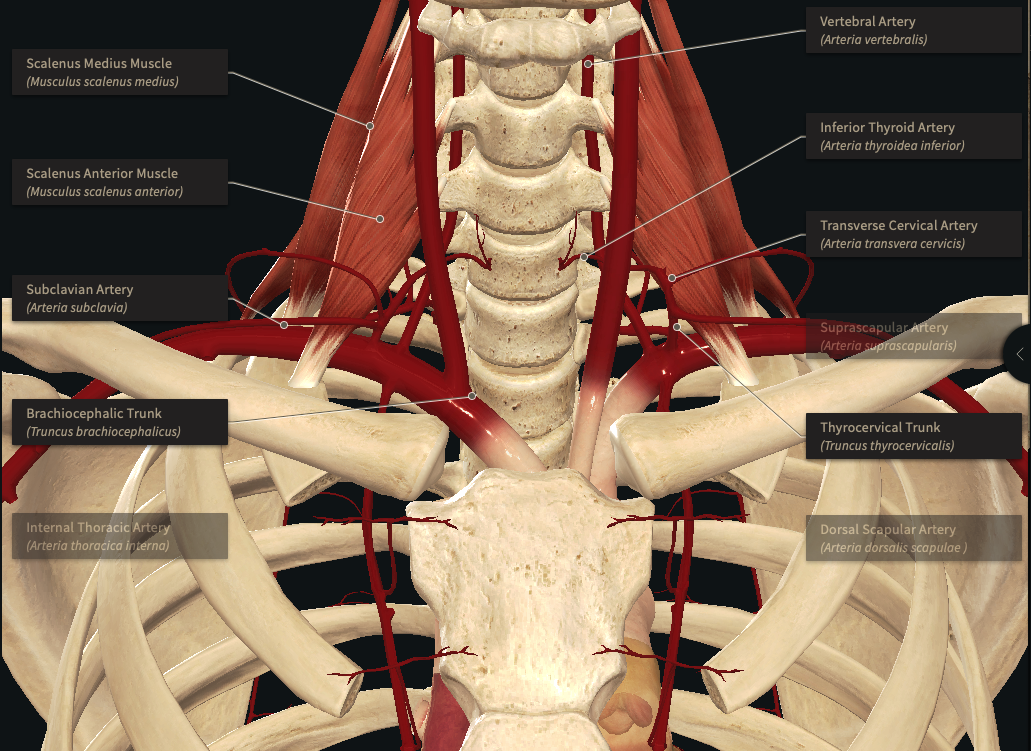 Scalenus Medius Muscle
(Musculus scalenus medius)
Scalenus Anterior Muscle
(Musculus scalenus anterior)
Subclavian Artery
(Arteria subclavia)
Brachiocephalic Trunk
(Truncus brachiocephalicus)
Internal Thoracic Artery
(Arteria thoracica interna)
Vertebral Artery
(Arteria vertebralis)
Inferior Thyroid Artery
(Arteria thyroidea inferior)
Transverse Cervical Artery
(Arteria transvera cervicis)
Suprascapular Artery
(Arteria suprascapularis)
Thyrocervical Trunk
(Truncus thyrocervicalis)
Dorsal Scapular Artery
(Arteria dorsalis scapulae )